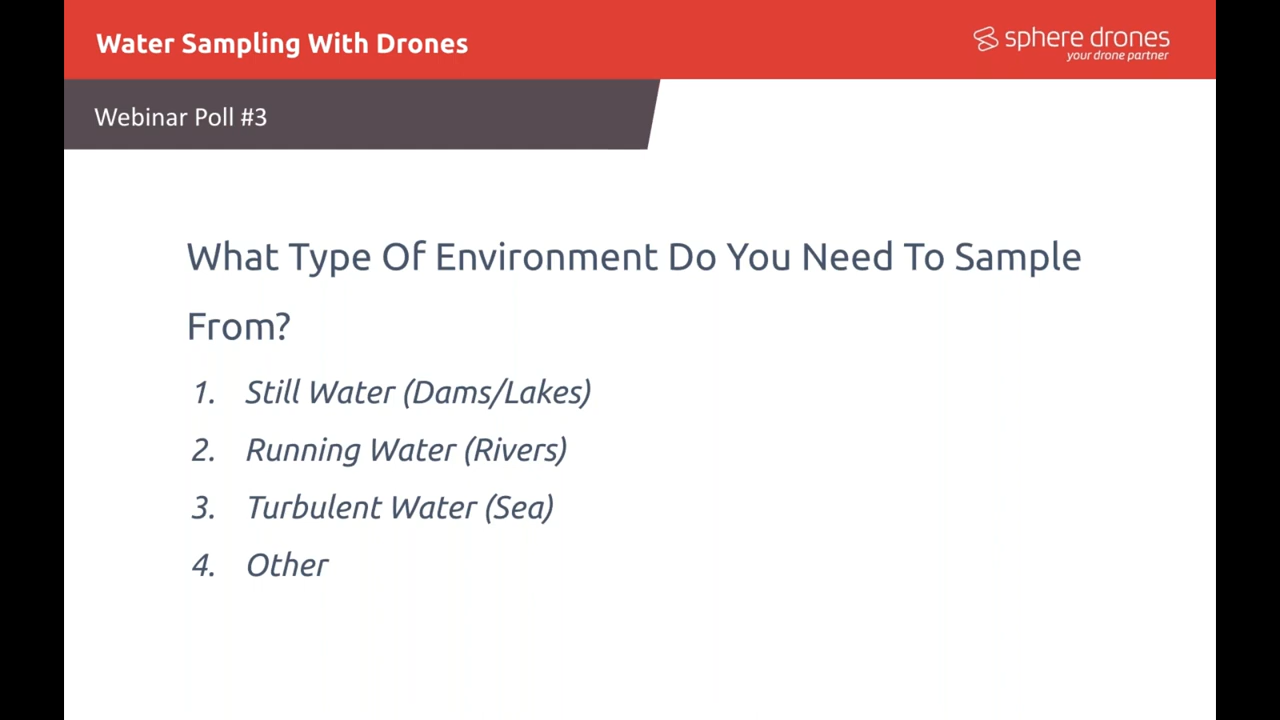 Water Sampling With Drones
sphere drones
your drone partner
Webinar Poll #3
What Type Of Environment Do You Need To Sample
From?
1. Still Water (Dams/Lakes)
2. Running Water (Rivers)
3. Turbulent Water (Sea)
4. Other